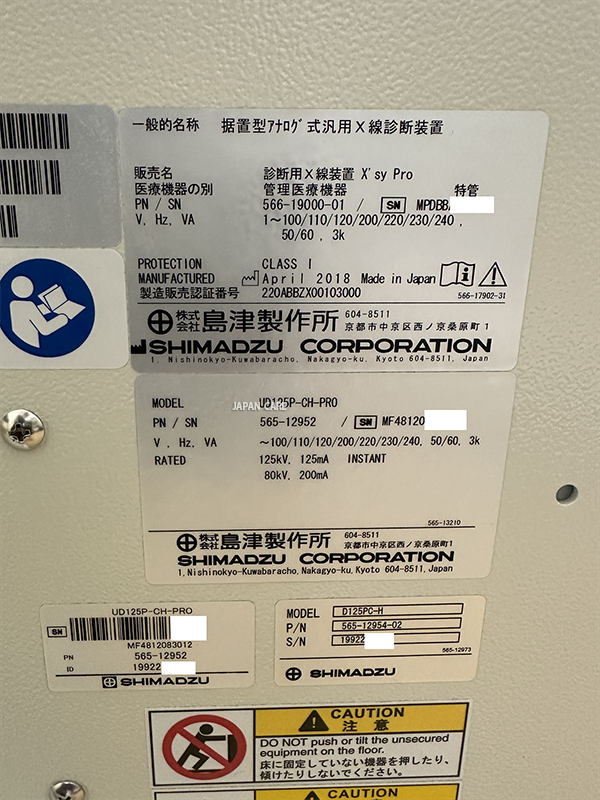 一般的名称 据置型アナログ式汎用X線診断装置
販売名 診断用X線装置 X'sy Pro
医療機器の別 管理医療機器 特管
PN / SN 566-19000-01 / SN MPDBB
V, Hz, VA 1~100/110/120/200/220/230/240,
50/60, 3k
PROTECTION CLASS I
MANUFACTURED April 2018 Made in Japan
製造販売認証番号 220ABBZX00103000
566-17902-31
株式会社 島津製作所 604-8511
京都市中京区西ノ京桑原町1
SHIMADZU CORPORATION
1, Nishinokyo-Kuwabaracho, Nakagyo-ku, Kyoto 604-8511, Japan
MODEL UD125P-CH-PRO
JAPAN-CARD
PN / SN 565-12952 / SN MF48120
V, Hz, VA ~100/110/120/200/220/230/240, 50/60, 3k
RATED 125kV, 125mA INSTANT
80kV, 200mA
565-13210
株式会社 島津製作所 604-8511
京都市中京区西ノ京桑原町1
SHIMADZU CORPORATION
1, Nishinokyo-Kuwabaracho, Nakagyo-ku, Kyoto 604-8511, Japan
UD125P-CH-PRO
SN
MF4812083012
PN 565-12952
ID 19922
SHIMADZU
MODEL D125PC-H
P/N 565-12954-02
S/N 19922
565-12973
SHIMADZU
CAUTION
注意
DO NOT push or tilt the unsecured
equipment on the floor.
床に固定していない機器を押したり、
傾けたりしないでください。
CAUTION